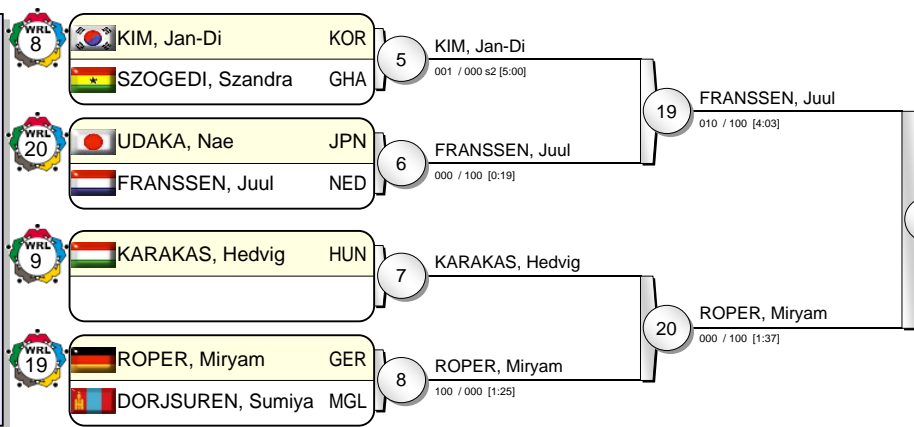 WRL
8
KIM, Jan-Di KOR
SZOGEDI, Szandra GHA
5
KIM, Jan-Di
001 / 000 s2 [5:00]
19
FRANSSEN, Juul
010 / 100 [4:03]
WRL
20
UDAKA, Nae JPN
FRANSSEN, Juul NED
6
FRANSSEN, Juul
000 / 100 [0:19]
WRL
9
KARAKAS, Hedvig HUN
7
KARAKAS, Hedvig
20
ROPER, Miryam
000 / 100 [1:37]
WRL
19
ROPER, Miryam GER
DORJSUREN, Sumiya MGL
8
ROPER, Miryam
100 / 000 [1:25]